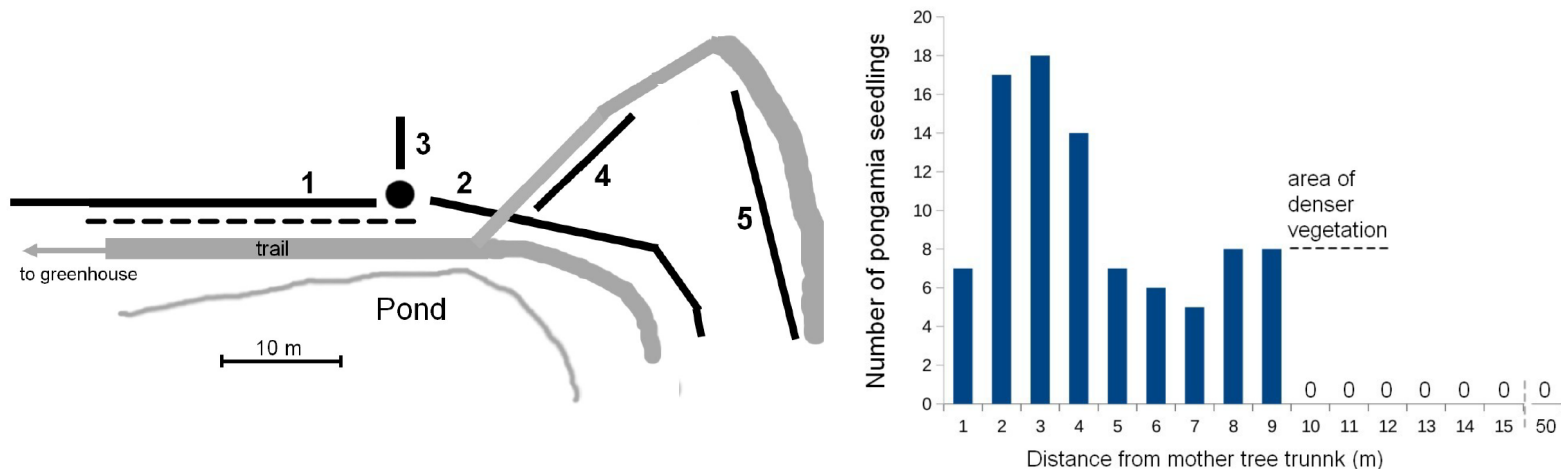 1
2
3
4
5
trail
to greenhouse
Pond
10 m
Number of pongamia seedlings
20
18
16
14
12
10
8
6
4
2
0
area of
denser
vegetation
0 0 0 0 0 0 0
1 2 3 4 5 6 7 8 9 10 11 12 13 14 15 50
Distance from mother tree trunnk (m)